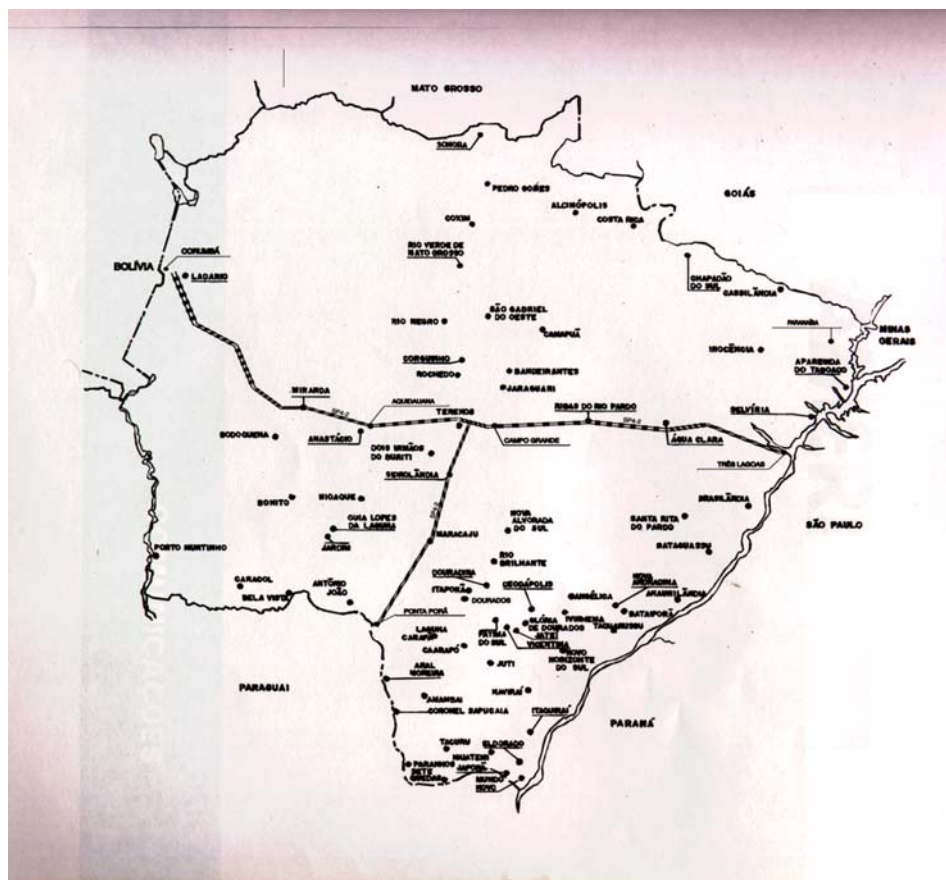 MATO GROSSO
SONORA
PEDRO GOMES
GOIÁS
ALCINÓPOLIS
COXIM
COSTA RICA
RIO VERDE DE
MATO GROSSO
CORUMBÁ
BOLÍVIA
LADÁRIO
CHAPADÃO
DO SUL
CASSILÂNDIA
SÃO GABRIEL
DO OESTE
RIO NEGRO
CAMAPUÃ
PARANAÍBA
MINAS
GERAIS
INOCÊNCIA
CORGUINHO
ROCHEDO
BANDEIRANTES
APARECIDA
DO TABOADO
JARAGUARI
MIRANDA
AQUIDAUANA
TERENOS
RIBAS DO RIO PARDO
SELVÍRIA
BODOQUENA
ANASTÁCIO
CAMPO GRANDE
ÁGUA CLARA
DOIS IRMÃOS
DO BURITI
TRÊS LAGOAS
SIDROLÂNDIA
BONITO
NIOAQUE
BRASILÂNDIA
GUIA LOPES
DA LAGUNA
NOVA
ALVORADA
DO SUL
SANTA RITA
DO PARDO
SÃO PAULO
JARDIM
MARACAJU
BATAGUASSU
PORTO MURTINHO
RIO
BRILHANTE
CARACOL
BELA VISTA
ANTÔNIO
JOÃO
DOURADINA
ITAPORÃ
DOURADOS
DEODÁPOLIS
ANGÉLICA
NOVA
ANDRADINA
ANAURILÂNDIA
PONTA PORÃ
IVINHEMA
BATAIPORÃ
LAGUNA
CARAPÃ
FÁTIMA
DO SUL
GLÓRIA
DE DOURADOS
JATEÍ
VICENTINA
TAQUARUSSU
CAARAPÓ
NOVO
HORIZONTE
DO SUL
ARAL
MOREIRA
JUTI
PARAGUAI
AMAMBAI
NAVIRAÍ
CORONEL SAPUCAIA
ITAQUIRAÍ
PARANÁ
TACURU
IGUATEMI
ELDORADO
PARANHOS
SETE
QUEDAS
JAPORÃ
MUNDO
NOVO